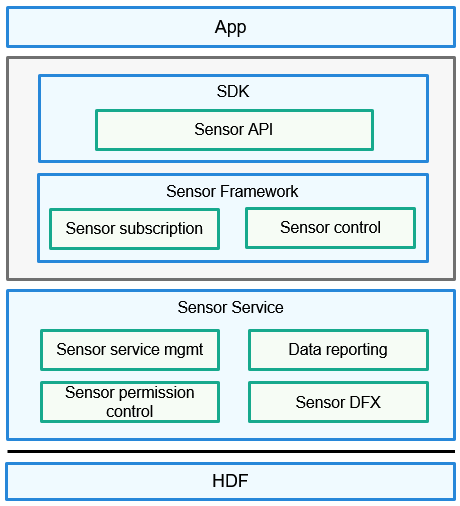 App
SDK
Sensor API
Sensor Framework
Sensor subscription
Sensor control
Sensor Service
Sensor service mgmt
Data reporting
Sensor permission
control
Sensor DFX
HDF